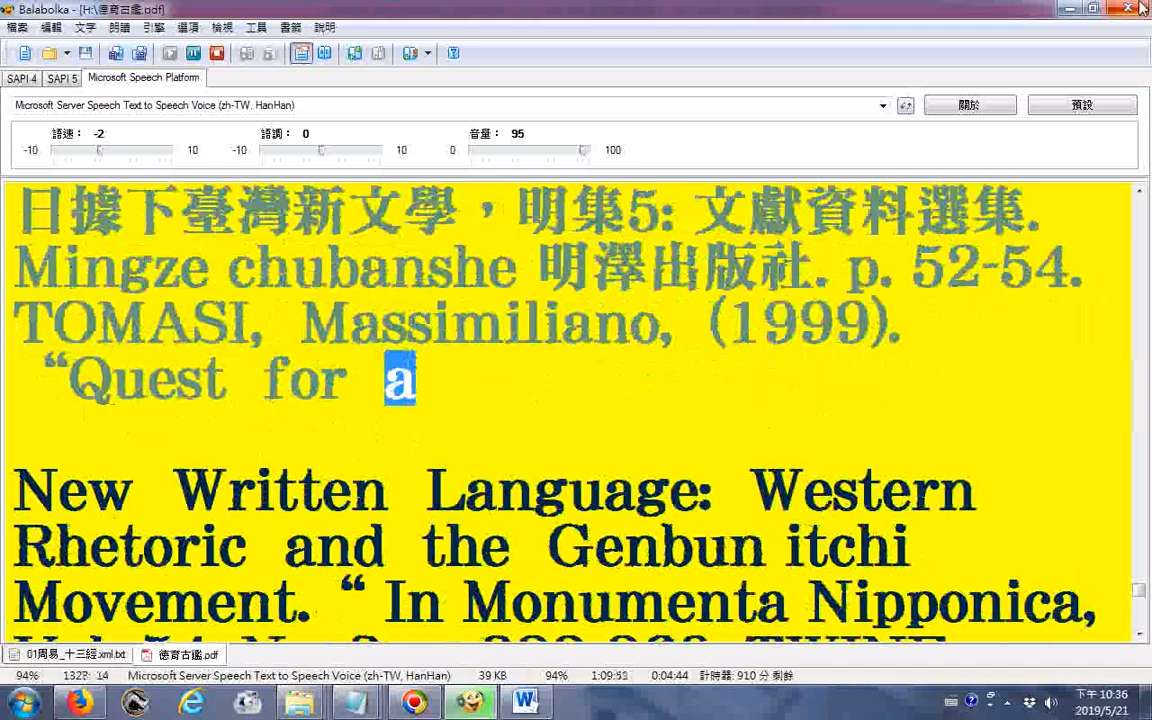 Balabolka - [H:\德育古鑑.pdf]
檔案 編輯 文字 朗讀 引擎 選項 檢視 工具 書籤 說明
SAPI 4 SAPI 5 Microsoft Speech Platform
Microsoft Server Speech Text to Speech Voice (zh-TW, HanHan) 關於 預設
語速： -2 語調： 0 音量： 95
-10 10 -10 10 0 100
日據下臺灣新文學，明集5: 文獻資料選集.
Mingze chubanshe 明澤出版社. p. 52-54.
TOMASI, Massimiliano, (1999).
“Quest for a
New Written Language: Western
Rhetoric and the Genbun itchi
Movement. “ In Monumenta Nipponica,
01周易_十三經.xml.txt 德育古鑑.pdf
94% 132?: 14 Microsoft Server Speech Text to Speech Voice (zh-TW, HanHan) 39 KB 94% 1:09:51 0:04:44 計時器: 910 分 剩餘
下午 10:36
2019/5/21